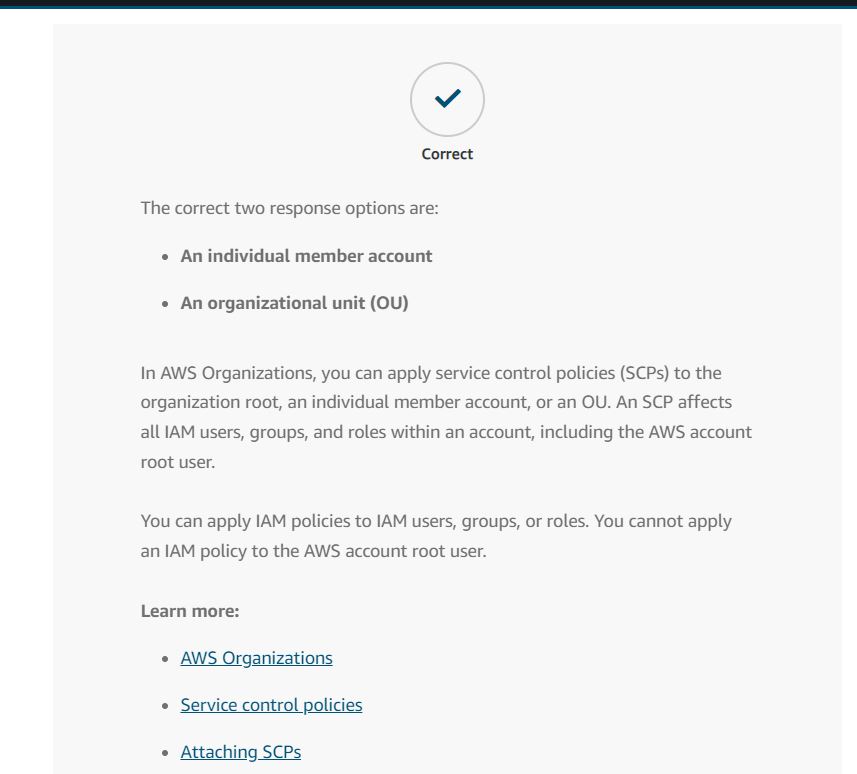 Correct
The correct two response options are:
• An individual member account
• An organizational unit (OU)
In AWS Organizations, you can apply service control policies (SCPs) to the
organization root, an individual member account, or an OU. An SCP affects
all IAM users, groups, and roles within an account, including the AWS account
root user.
You can apply IAM policies to IAM users, groups, or roles. You cannot apply
an IAM policy to the AWS account root user.
Learn more:
• AWS Organizations
• Service control policies
• Attaching SCPs